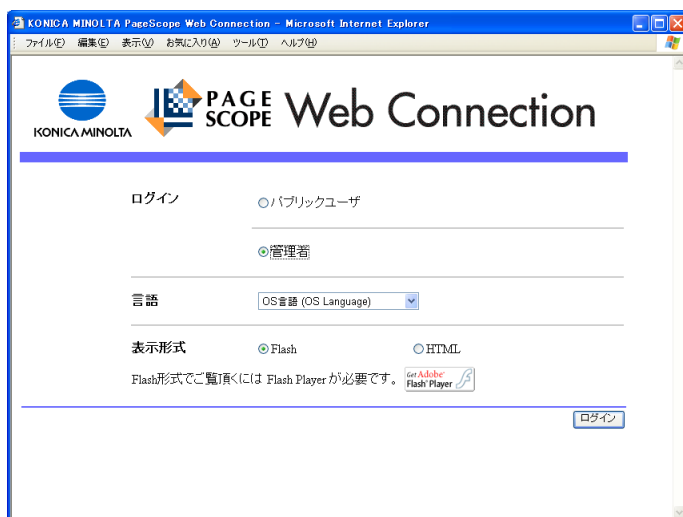 KONICA MINOLTA PageScope Web Connection - Microsoft Internet Explorer
ファイル(F) 編集(E) 表示(V) お気に入り(A) ツール(T) ヘルプ(H)
KONICA MINOLTA
PAGE SCOPE Web Connection
ログイン パブリックユーザ
管理者
言語 OS言語 (OS Language)
表示形式 Flash HTML
Flash形式でご覧頂くには Flash Player が必要です。 Get Adobe Flash Player
ログイン